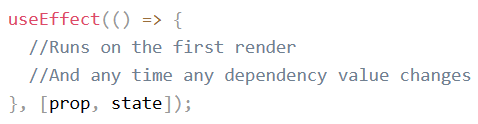 useEffect(() => {
  //Runs on the first render
  //And any time any dependency value changes
}, [prop, state]);